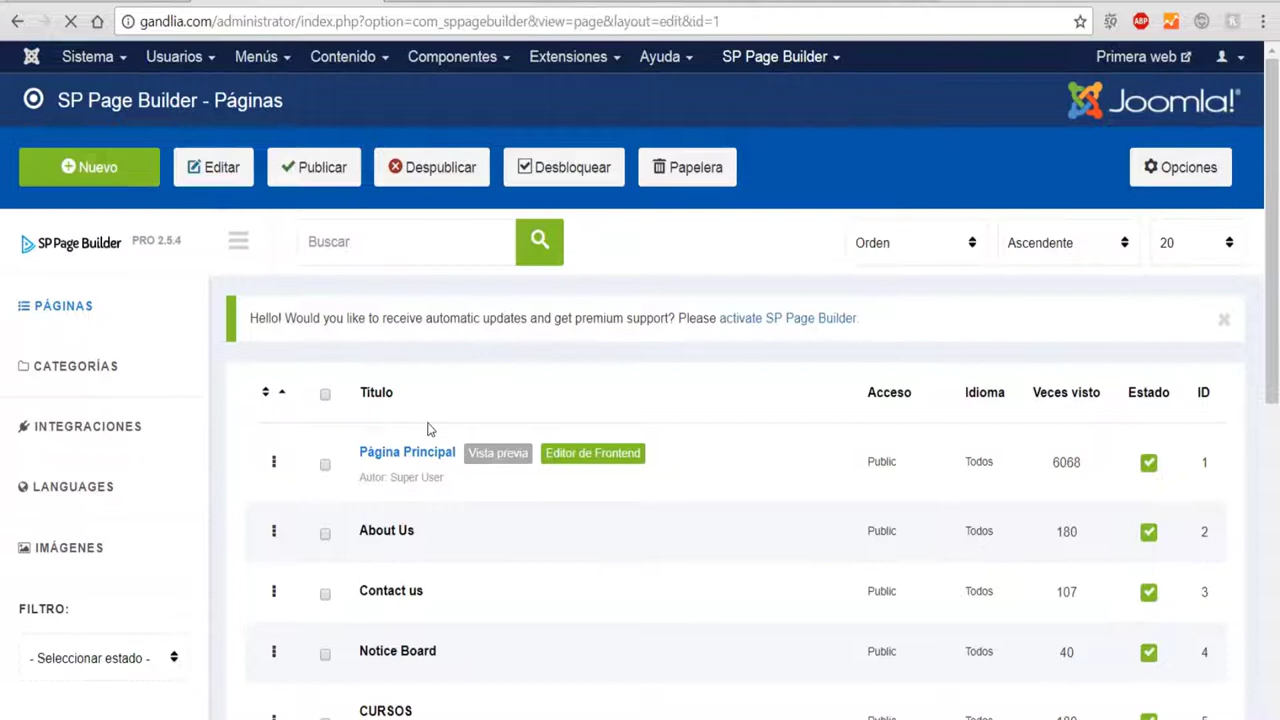 gandlia.com/administrator/index.php?option=com_sppagebuilder&view=page&layout=edit&id=1
ABP
Sistema Usuarios Menús Contenido Componentes Extensiones Ayuda SP Page Builder Primera web
SP Page Builder - Páginas Joomla!®
Nuevo Editar Publicar Despublicar Desbloquear Papelera Opciones
SP Page Builder PRO 2.5.4 Buscar Orden Ascendente 20
PÁGINAS
Hello! Would you like to receive automatic updates and get premium support? Please activate SP Page Builder.
CATEGORÍAS
Título Acceso Idioma Veces visto Estado ID
INTEGRACIONES
Página Principal Vista previa Editor de Frontend Public Todos 6068 1
Autor: Super User
LANGUAGES
About Us Public Todos 180 2
IMÁGENES
Contact us Public Todos 107 3
FILTRO:
Notice Board Public Todos 40 4
- Seleccionar estado -
CURSOS